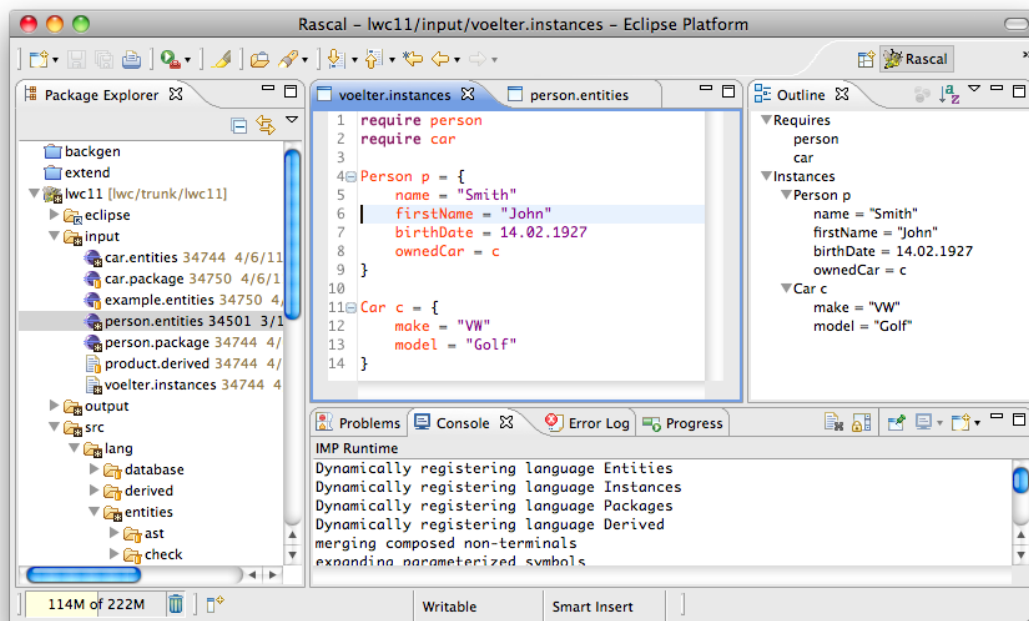 Rascal – lwc11/input/voelter.instances – Eclipse Platform
Rascal
Package Explorer
backgen
extend
lwc11 [lwc/trunk/lwc11]
eclipse
input
car.entities 34744 4/6/11
car.package 34750 4/6/1
example.entities 34750 4/
person.entities 34501 3/1
person.package 34744 4/
product.derived 34744 4/
voelter.instances 34744 4
output
src
lang
database
derived
entities
ast
check
voelter.instances person.entities
1 require person
2 require car
3
4 Person p = {
5 name = "Smith"
6 firstName = "John"
7 birthDate = 14.02.1927
8 ownedCar = c
9 }
10
11 Car c = {
12 make = "VW"
13 model = "Golf"
14 }
Outline
Requires
person
car
Instances
Person p
name = "Smith"
firstName = "John"
birthDate = 14.02.1927
ownedCar = c
Car c
make = "VW"
model = "Golf"
Problems Console Error Log Progress
IMP Runtime
Dynamically registering language Entities
Dynamically registering language Instances
Dynamically registering language Packages
Dynamically registering language Derived
merging composed non-terminals
expanding parameterized symbols
114M of 222M Writable Smart Insert